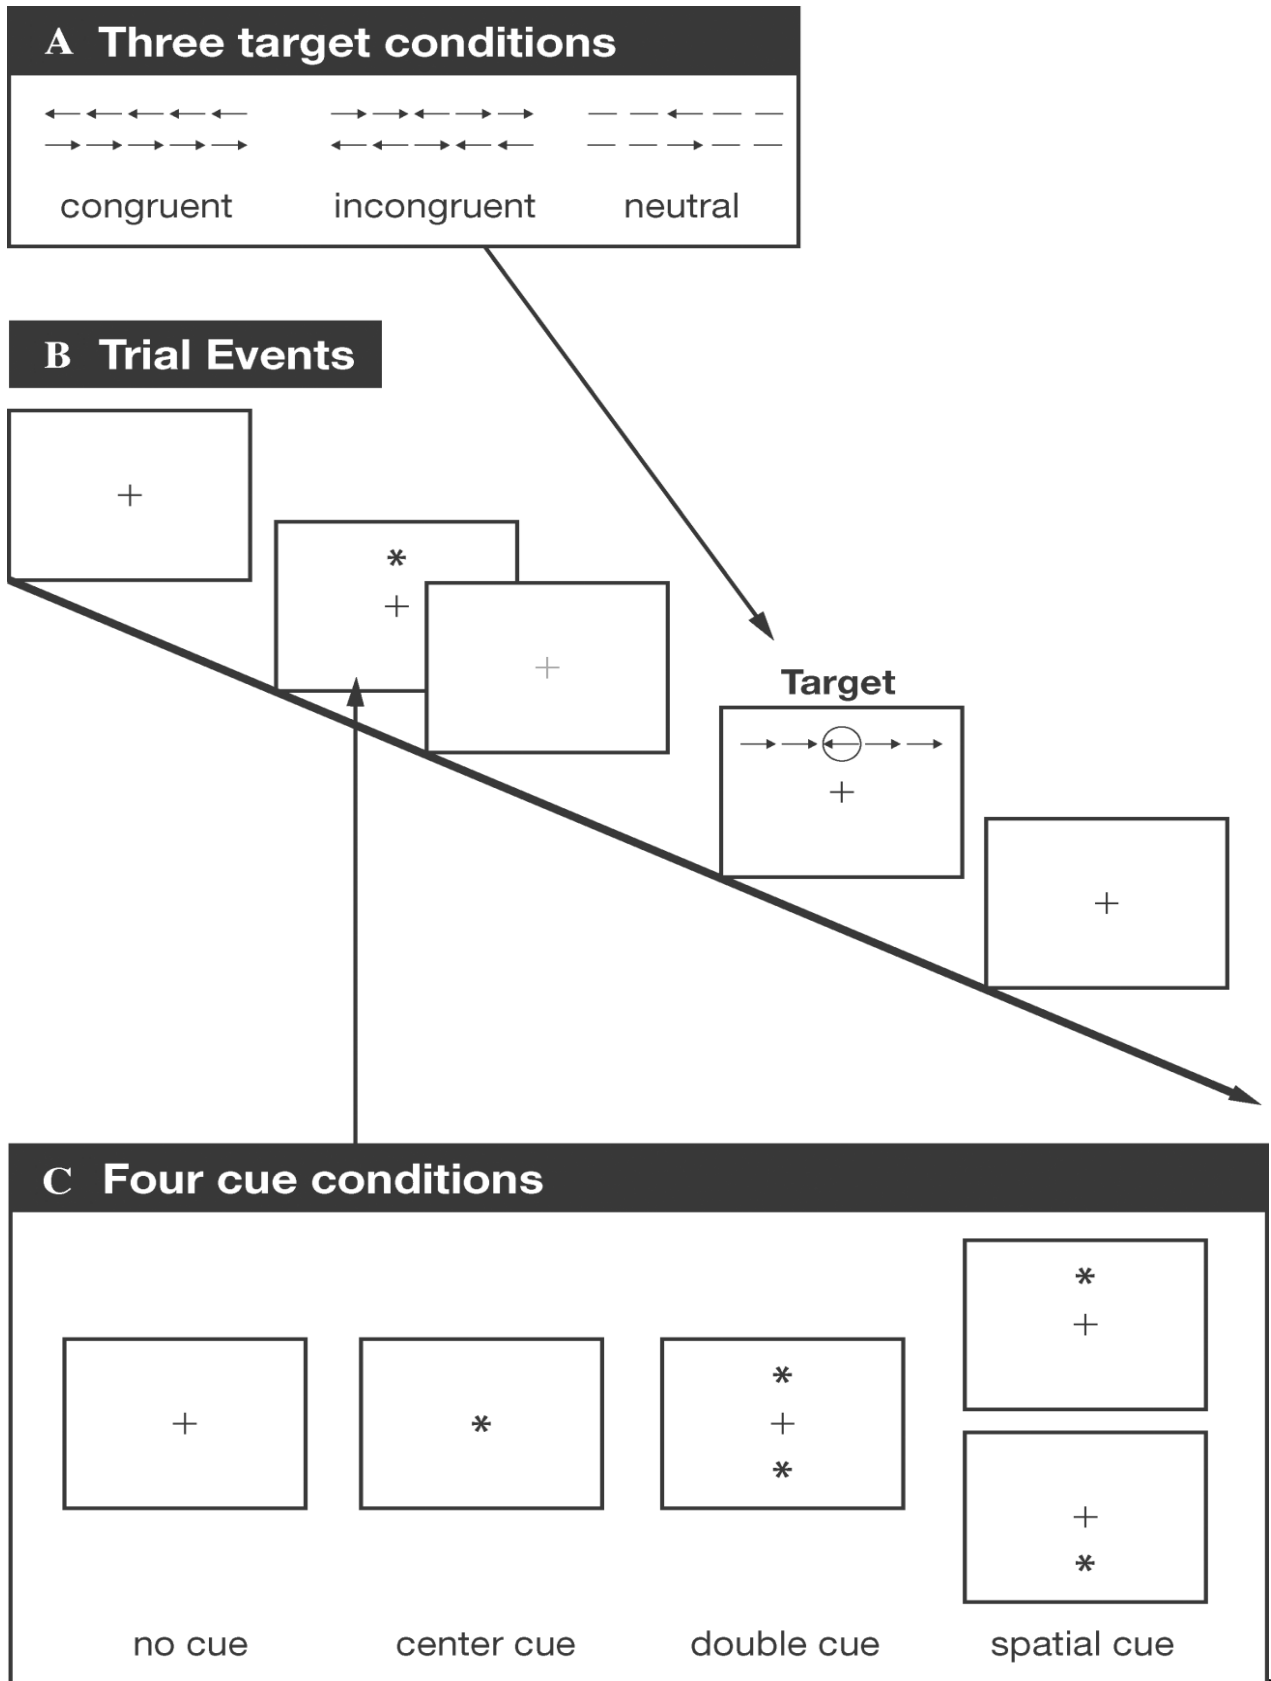 A Three target conditions
congruent incongruent neutral
B Trial Events
*
+
+
+
Target
+
+
C Four cue conditions
*
+
+
*
*
+
*
+
*
no cue center cue double cue spatial cue